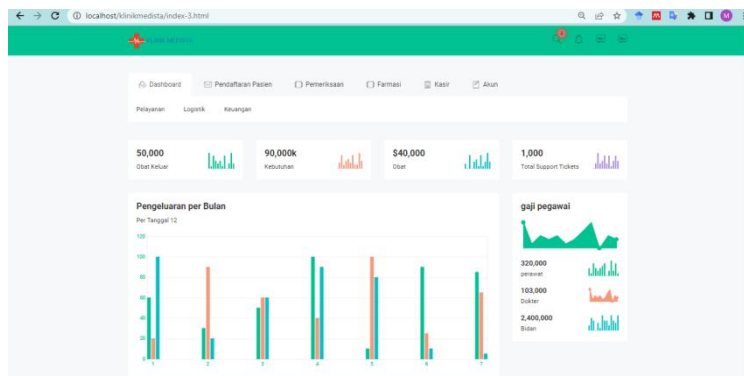 localhost/klinikmedista/index-3.html
M
KLINIK MEDISTA
Dashboard Pendaftaran Pasien Pemeriksaan Farmasi Kasir Akun
Pelayanan Logistik Keuangan
50,000
Obat Keluar
90,000k
Kebutuhan
$40,000
Obat
1,000
Total Support Tickets
Pengeluaran per Bulan
Per Tanggal 12
120
100
80
60
40
20
0
1 2 3 4 5 6 7
gaji pegawai
320,000
perawat
103,000
Dokter
2,400,000
Bidan